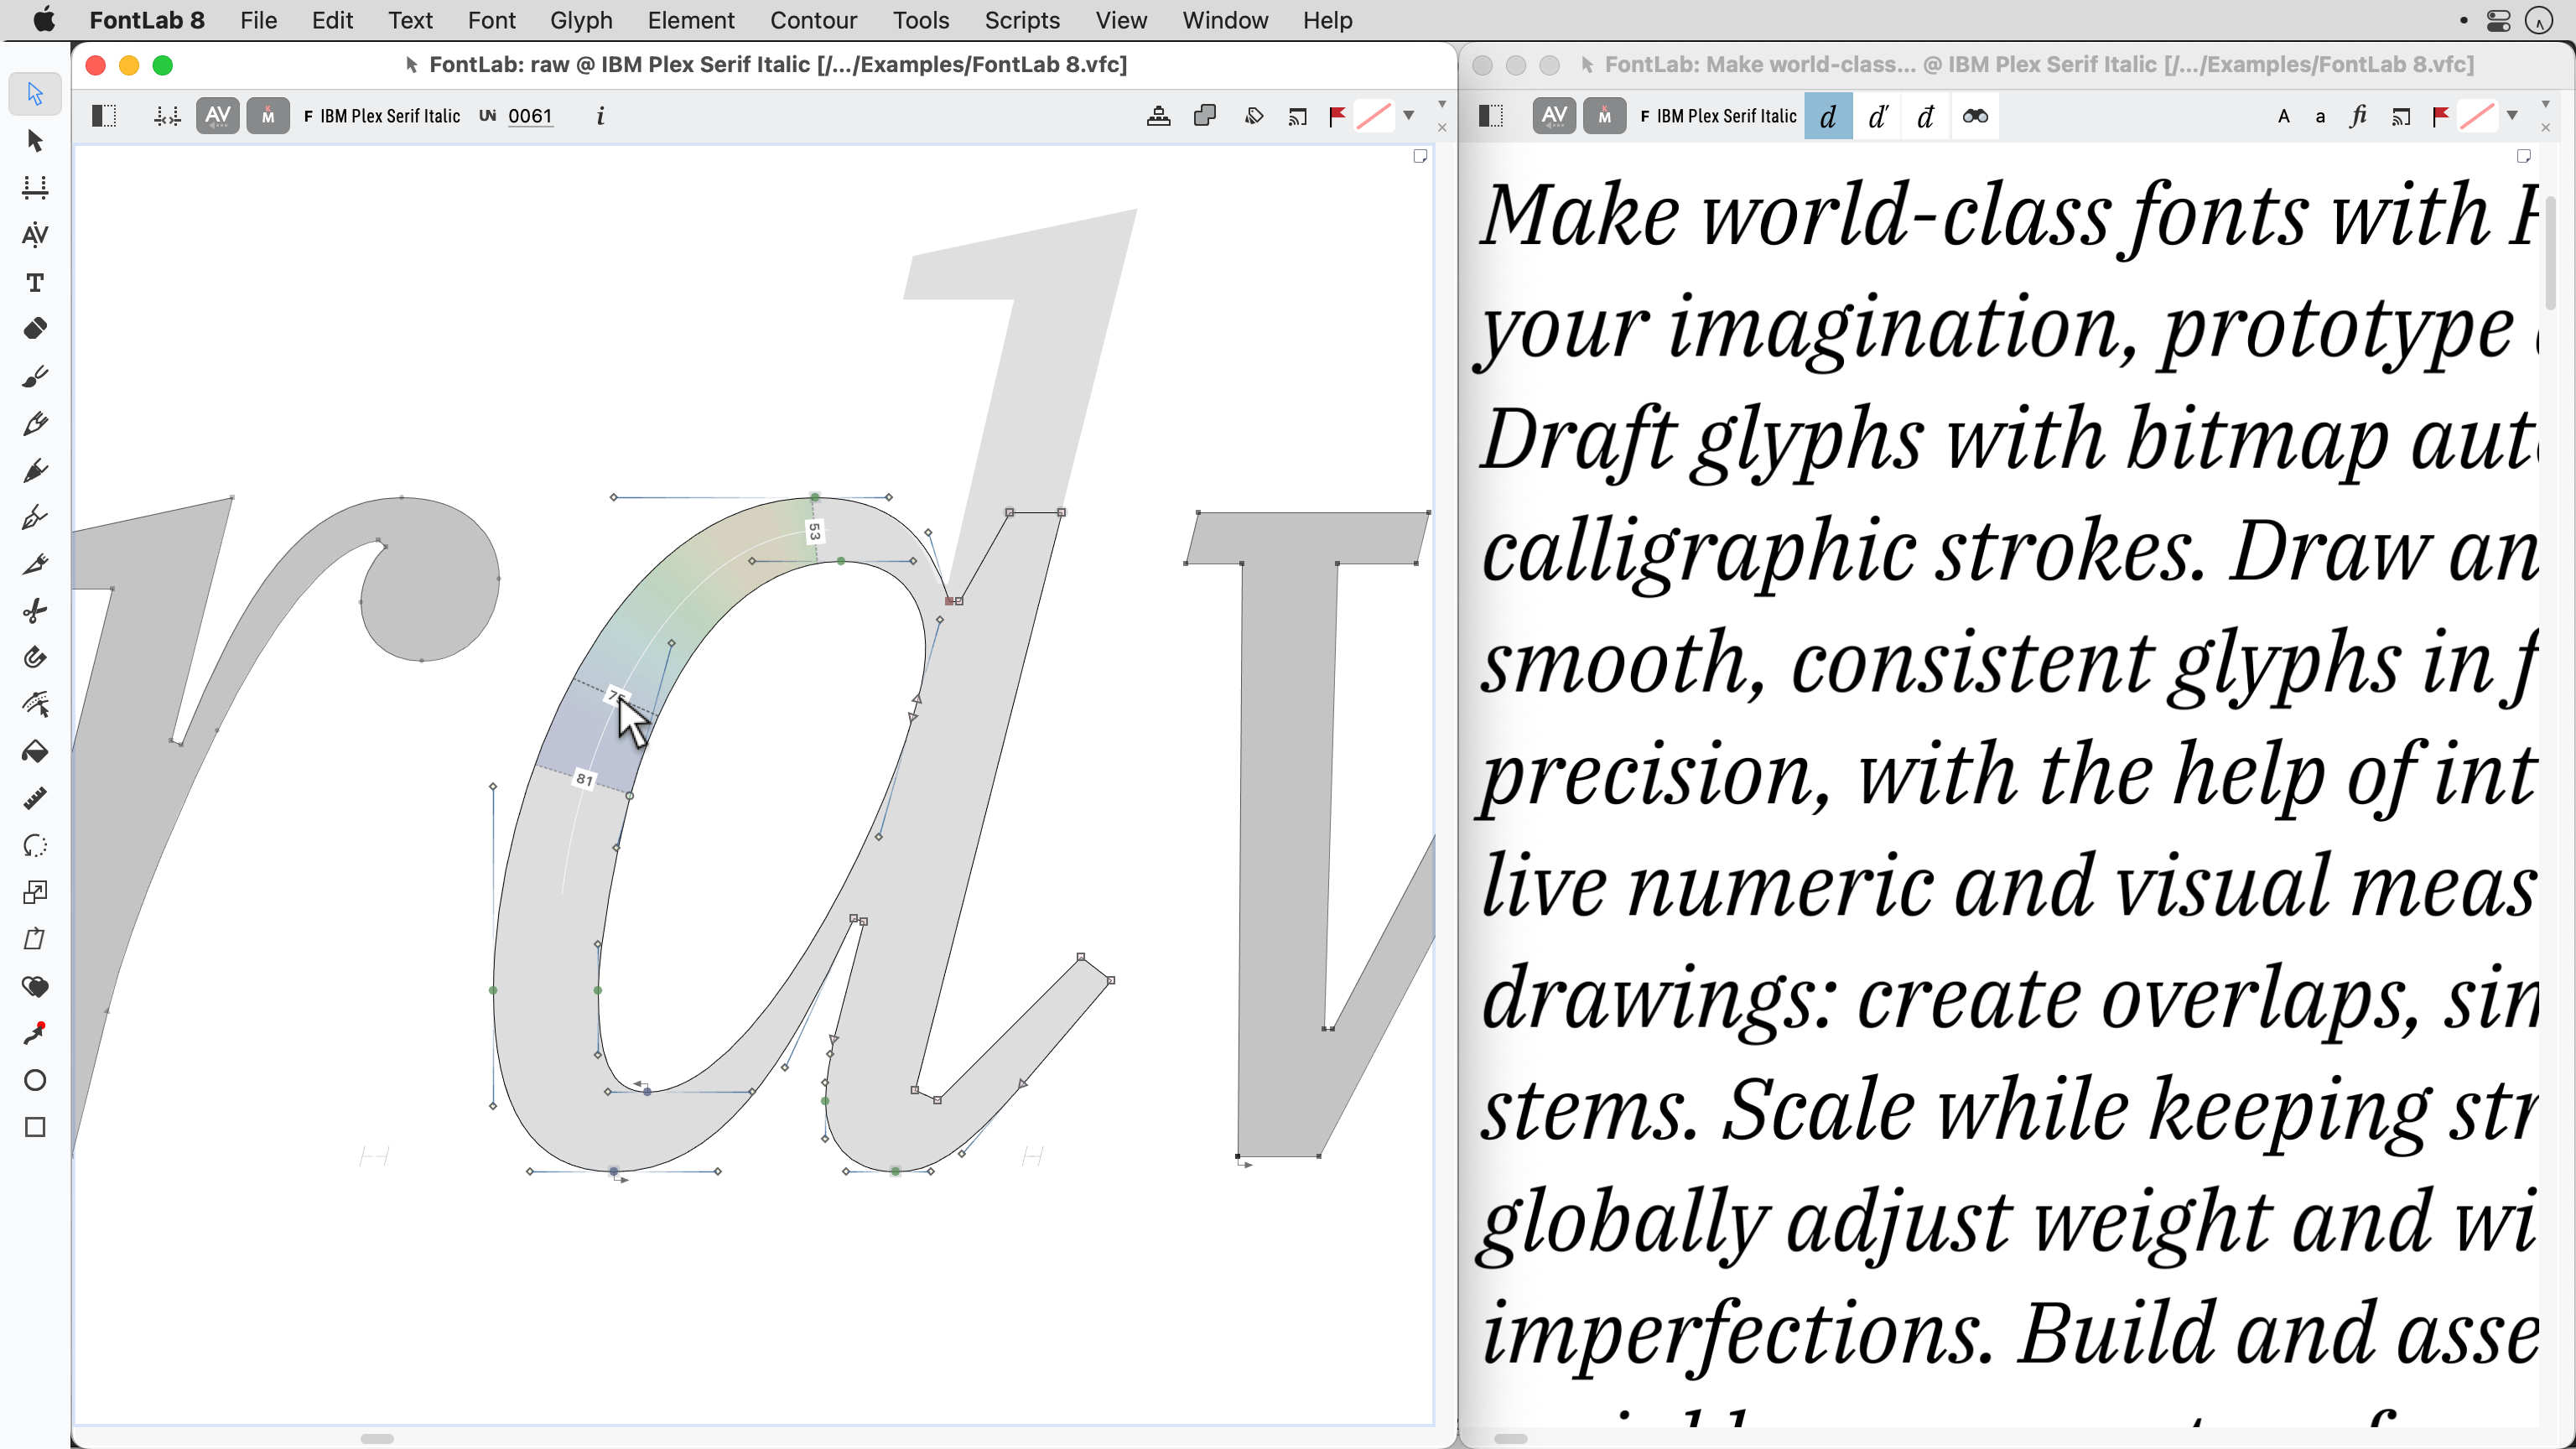 FontLab 8 File Edit Text Font Glyph Element Contour Tools Scripts View Window Help
FontLab: raw @ IBM Plex Serif Italic [/.../Examples/FontLab 8.vfc]
AV K M F IBM Plex Serif Italic UNI 0061 i
T
raw
53
81
H H
FontLab: Make world-class... @ IBM Plex Serif Italic [/.../Examples/FontLab 8.vfc]
AV K M F IBM Plex Serif Italic d d' đ A a fi
Make world-class fonts with
your imagination, prototype
Draft glyphs with bitmap aut
calligraphic strokes. Draw an
smooth, consistent glyphs in f
precision, with the help of int
live numeric and visual meas
drawings: create overlaps, sim
stems. Scale while keeping str
globally adjust weight and wi
imperfections. Build and asse